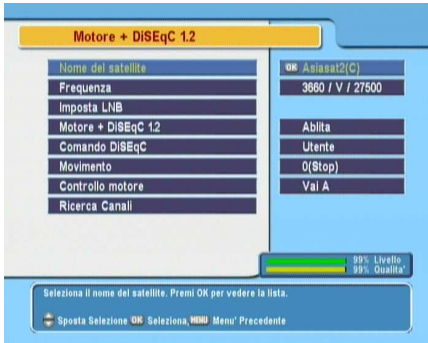 Motore + DiSEqC 1.2
Nome del satellite OK Asiasat2(C)
Frequenza 3660 / V / 27500
Imposta LNB
Motore + DiSEqC 1.2 Ablita
Comando DiSEqC Utente
Movimento 0(Stop)
Controllo motore Vai A
Ricerca Canali
99% Livello
99% Qualita'
Seleziona il nome del satellite. Premi OK per vedere la lista.
Sposta Selezione OK Seleziona, MENU Menu' Precedente